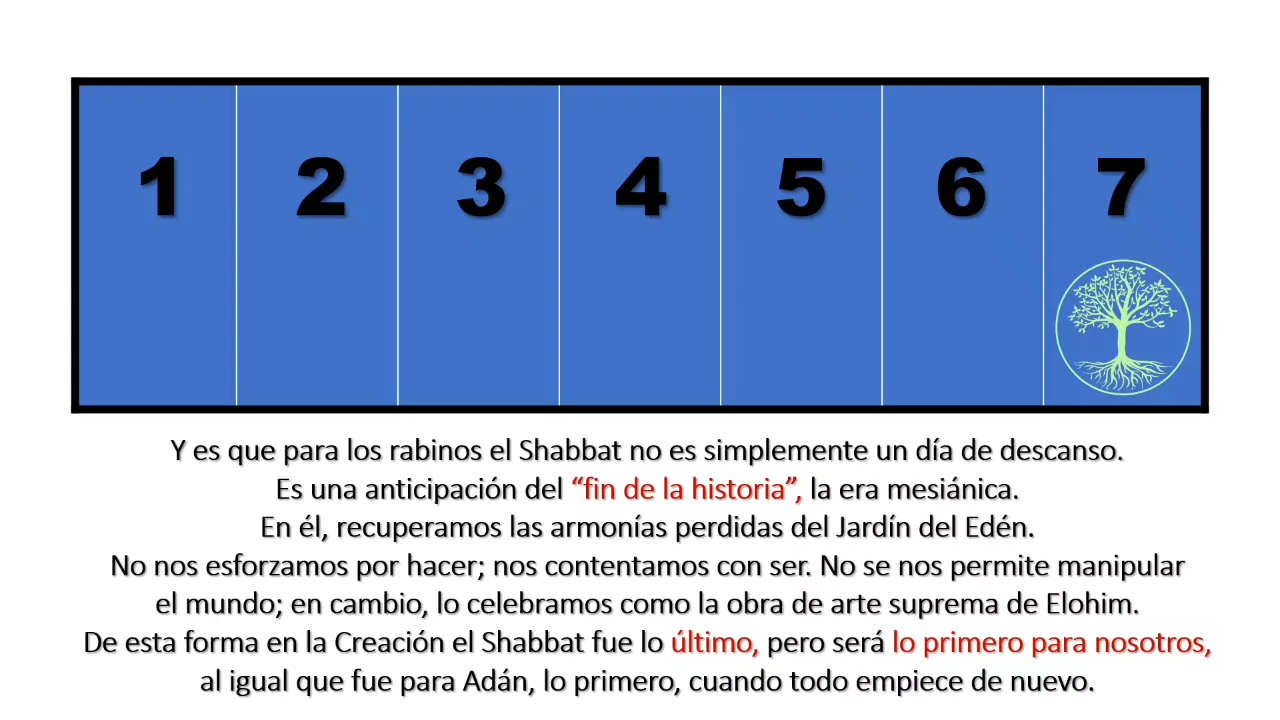 1 2 3 4 5 6 7
Y es que para los rabinos el Shabbat no es simplemente un día de descanso.
Es una anticipación del “fin de la historia”, la era mesiánica.
En él, recuperamos las armonías perdidas del Jardín del Edén.
No nos esforzamos por hacer; nos contentamos con ser. No se nos permite manipular
el mundo; en cambio, lo celebramos como la obra de arte suprema de Elohim.
De esta forma en la Creación el Shabbat fue lo último, pero será lo primero para nosotros,
al igual que fue para Adán, lo primero, cuando todo empiece de nuevo.